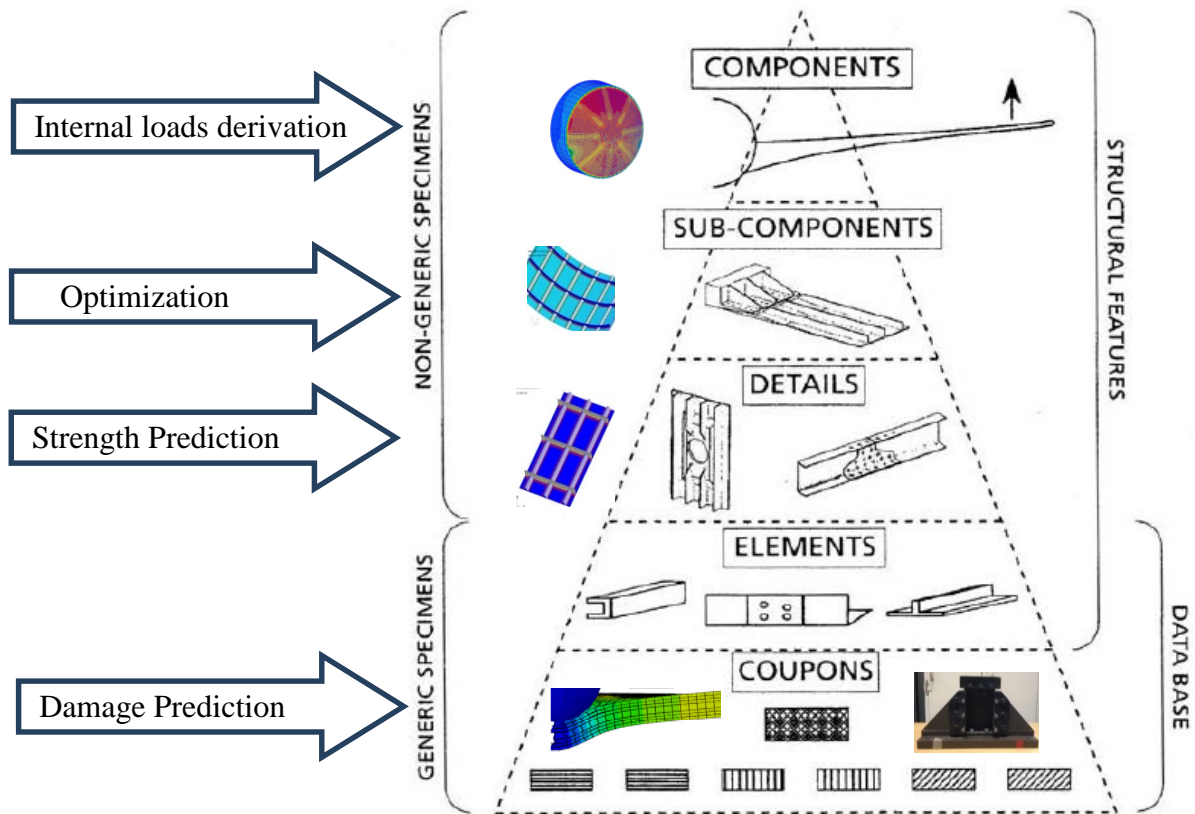 COMPONENTS
Internal loads derivation
NON-GENERIC SPECIMENS
STRUCTURAL FEATURES
SUB-COMPONENTS
Optimization
DETAILS
Strength Prediction
ELEMENTS
GENERIC SPECIMENS
DATA BASE
COUPONS
Damage Prediction